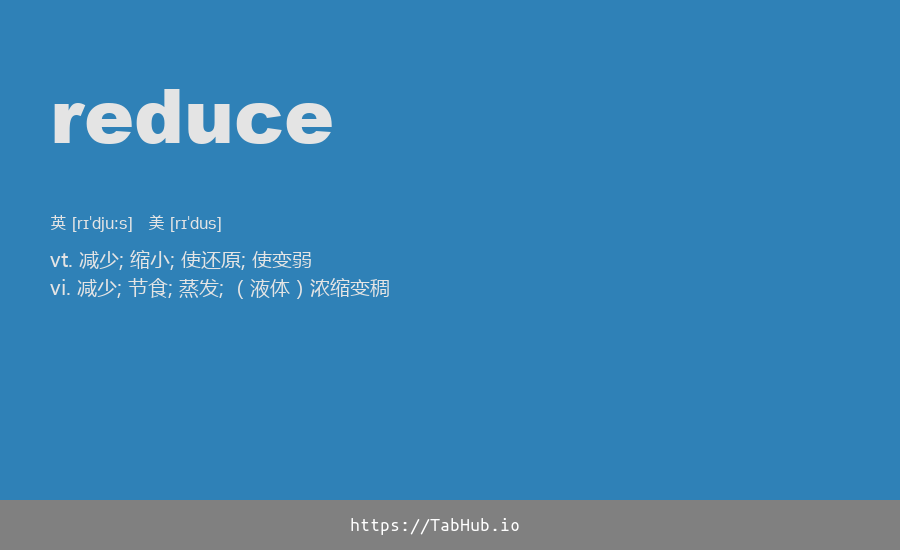 reduce
英 [rɪˈdjuːs] 美 [rɪˈdus]
vt. 减少; 缩小; 使还原; 使变弱
vi. 减少; 节食; 蒸发; （液体）浓缩变稠
https://TabHub.io